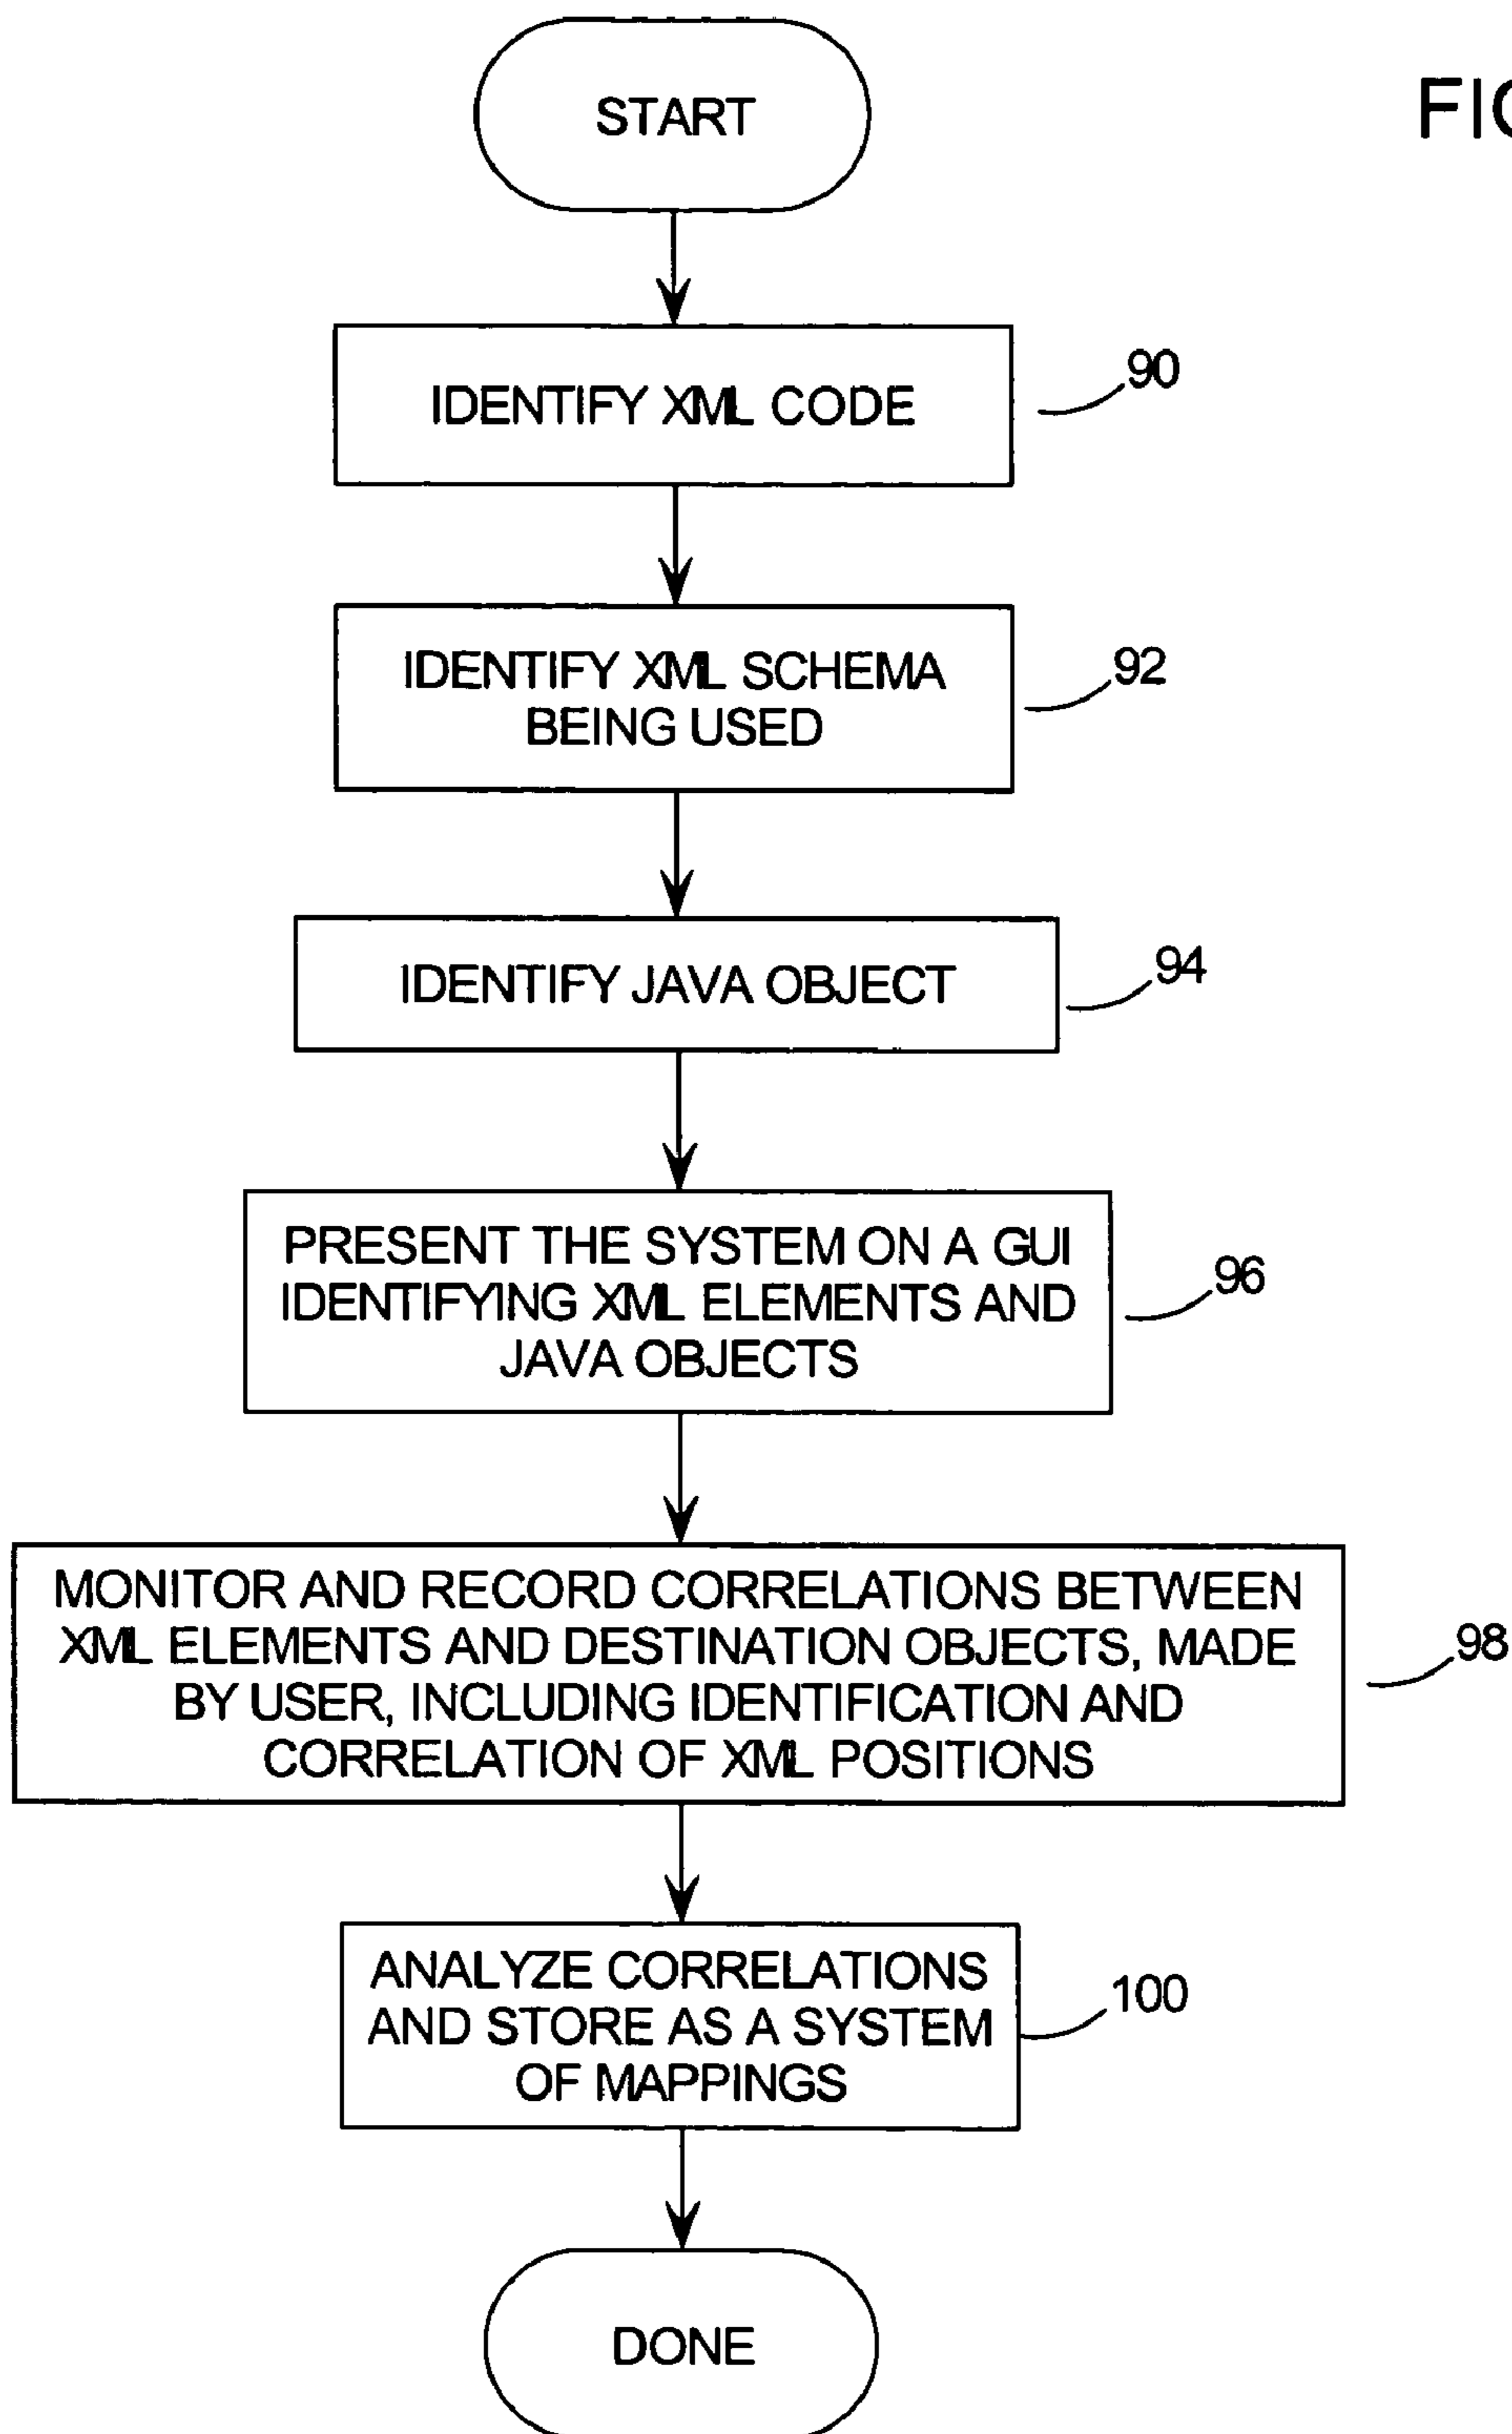 START
FIG
IDENTIFY XML CODE
90
IDENTIFY XML SCHEMA
BEING USED
92
IDENTIFY JAVA OBJECT
94
PRESENT THE SYSTEM ON A GUI
IDENTIFYING XML ELEMENTS AND
JAVA OBJECTS
96
MONITOR AND RECORD CORRELATIONS BETWEEN
XML ELEMENTS AND DESTINATION OBJECTS, MADE
BY USER, INCLUDING IDENTIFICATION AND
CORRELATION OF XML POSITIONS
98
ANALYZE CORRELATIONS
AND STORE AS A SYSTEM
OF MAPPINGS
100
DONE